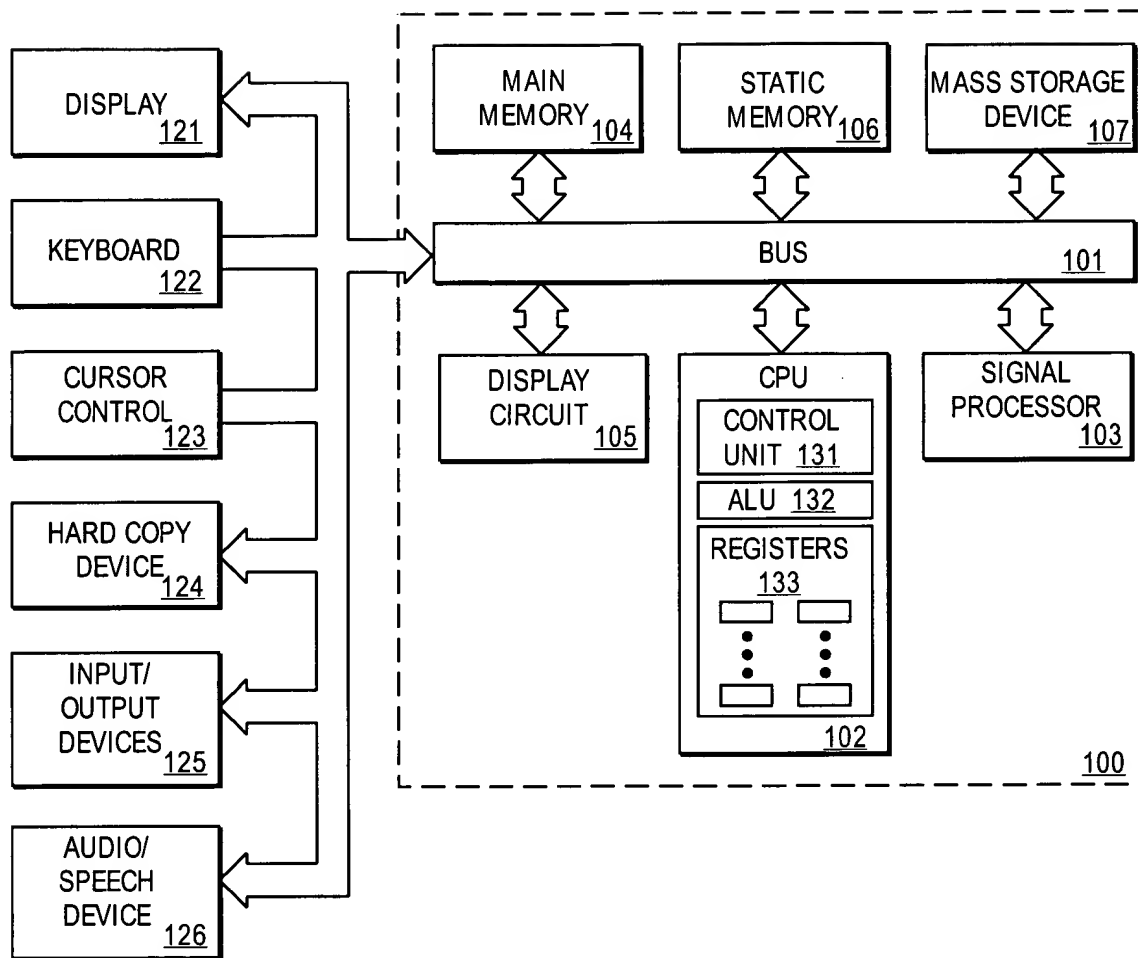 DISPLAY
121
KEYBOARD
122
CURSOR
CONTROL
123
HARD COPY
DEVICE
124
INPUT/
OUTPUT
DEVICES
125
AUDIO/
SPEECH
DEVICE
126
MAIN
MEMORY
104
STATIC
MEMORY
106
MASS STORAGE
DEVICE
107
BUS
101
DISPLAY
CIRCUIT
105
CPU
CONTROL
UNIT 131
ALU 132
REGISTERS
133
102
SIGNAL
PROCESSOR
103
100